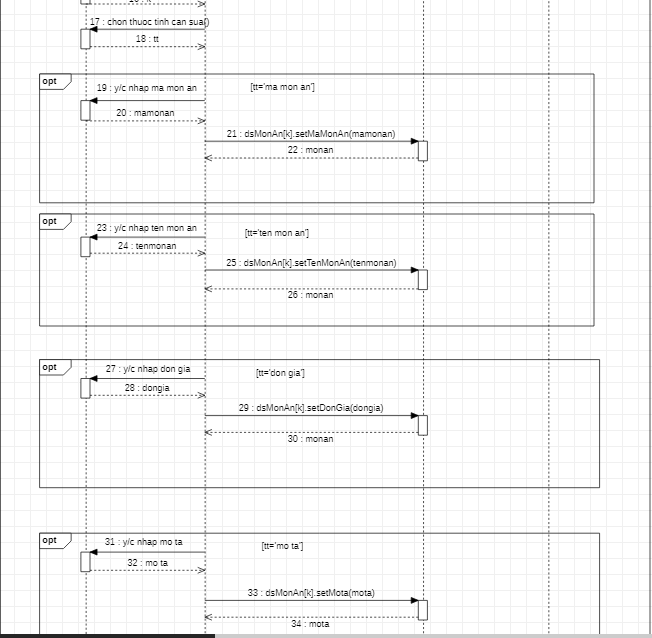 17 : chon thuoc tinh can sua()
18 : tt
opt
19 : y/c nhap ma mon an
[tt='ma mon an']
20 : mamonan
21 : dsMonAn[k].setMaMonAn(mamonan)
22 : monan
opt
23 : y/c nhap ten mon an
[tt='ten mon an']
24 : tenmonan
25 : dsMonAn[k].setTenMonAn(tenmonan)
26 : monan
opt
27 : y/c nhap don gia
[tt='don gia']
28 : dongia
29 : dsMonAn[k].setDonGia(dongia)
30 : monan
opt
31 : y/c nhap mo ta
[tt='mo ta']
32 : mo ta
33 : dsMonAn[k].setMota(mota)
34 : mota